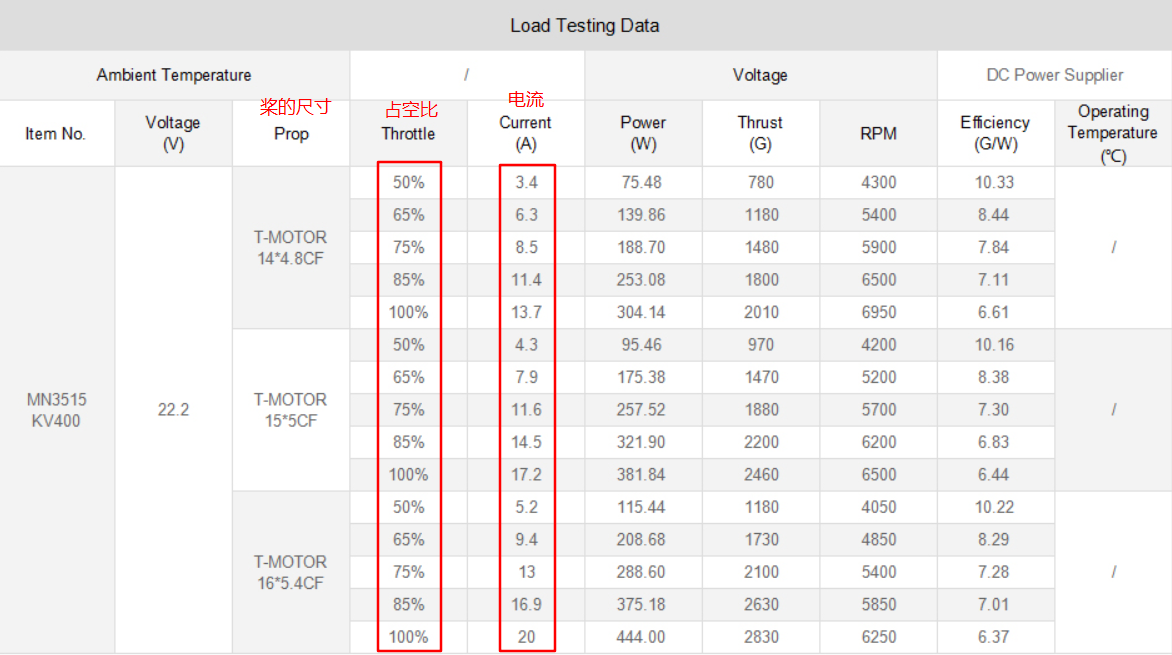 Load Testing Data
Ambient Temperature / Voltage DC Power Supplier
桨的尺寸 占空比 电流
Item No. Voltage (V) Prop Throttle Current (A) Power (W) Thrust (G) RPM Efficiency (G/W) Operating Temperature (℃)
MN3515 KV400 22.2
T-MOTOR 14*4.8CF
50% 3.4 75.48 780 4300 10.33
65% 6.3 139.86 1180 5400 8.44
75% 8.5 188.70 1480 5900 7.84 /
85% 11.4 253.08 1800 6500 7.11
100% 13.7 304.14 2010 6950 6.61
T-MOTOR 15*5CF
50% 4.3 95.46 970 4200 10.16
65% 7.9 175.38 1470 5200 8.38
75% 11.6 257.52 1880 5700 7.30 /
85% 14.5 321.90 2200 6200 6.83
100% 17.2 381.84 2460 6500 6.44
T-MOTOR 16*5.4CF
50% 5.2 115.44 1180 4050 10.22
65% 9.4 208.68 1730 4850 8.29
75% 13 288.60 2100 5400 7.28 /
85% 16.9 375.18 2630 5850 7.01
100% 20 444.00 2830 6250 6.37